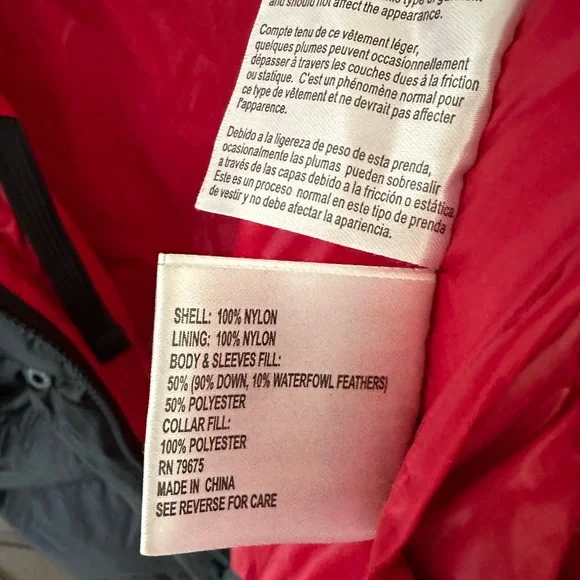 and should not affect the appearance.
Compte tenu de ce vêtement léger,
quelques plumes peuvent occasionnellement
dépasser à travers les couches dues à la friction
ou statique. C'est un phénomène normal pour
ce type de vêtement et ne devrait pas affecter
l'apparence.
Debido a la ligereza de peso de esta prenda,
ocasionalmente las plumas pueden sobresalir
a través de las capas debido a la fricción o estática
Este es un proceso normal en este tipo de prenda
de vestir y no debe afectar la apariencia.
SHELL: 100% NYLON
LINING: 100% NYLON
BODY & SLEEVES FILL:
50% (90% DOWN, 10% WATERFOWL FEATHERS)
50% POLYESTER
COLLAR FILL:
100% POLYESTER
RN 79675
MADE IN CHINA
SEE REVERSE FOR CARE